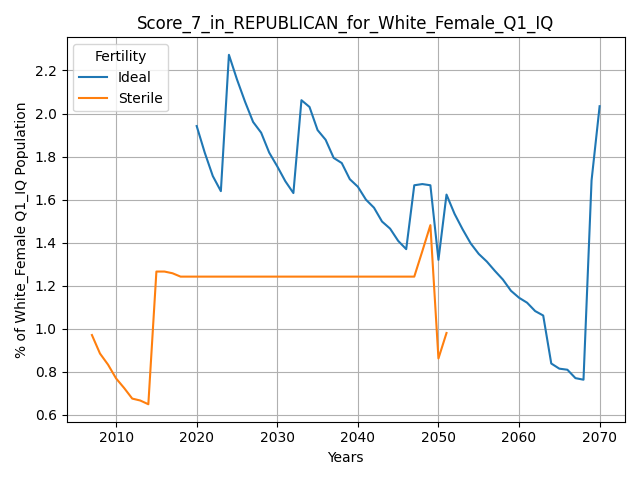 Score_7_in_REPUBLICAN_for_White_Female_Q1_IQ
Fertility
Ideal
Sterile
% of White_Female Q1_IQ Population
2.2
2.0
1.8
1.6
1.4
1.2
1.0
0.8
0.6
2010 2020 2030 2040 2050 2060 2070
Years